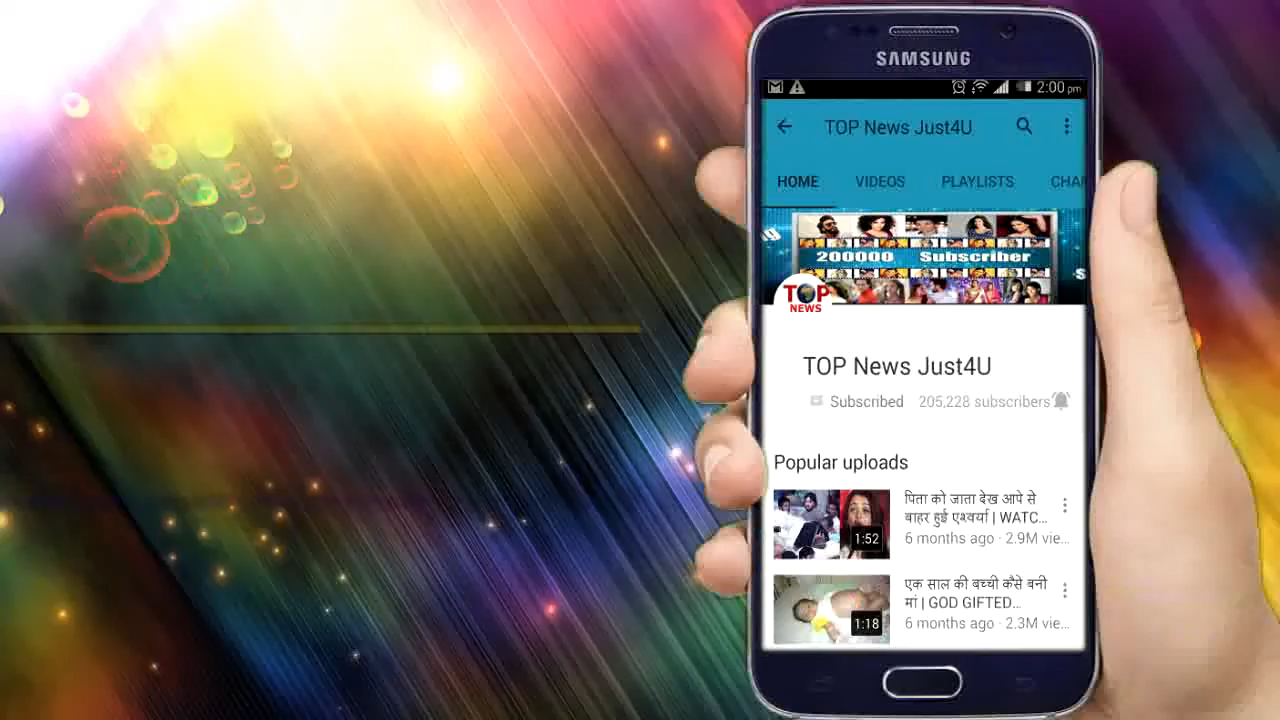 SAMSUNG
2:00 pm
TOP News Just4U
HOME VIDEOS PLAYLISTS CHA
200000 Subscriber
TOP
NEWS
TOP News Just4U
Subscribed 205,228 subscribers
Popular uploads
पिता को जाता देख आपे से
बाहर हुई एश्वर्या | WATC...
6 months ago · 2.9M vie...
1:52
एक साल की बच्ची कैसे बनी
मां | GOD GIFTED...
6 months ago · 2.3M vie...
1:18